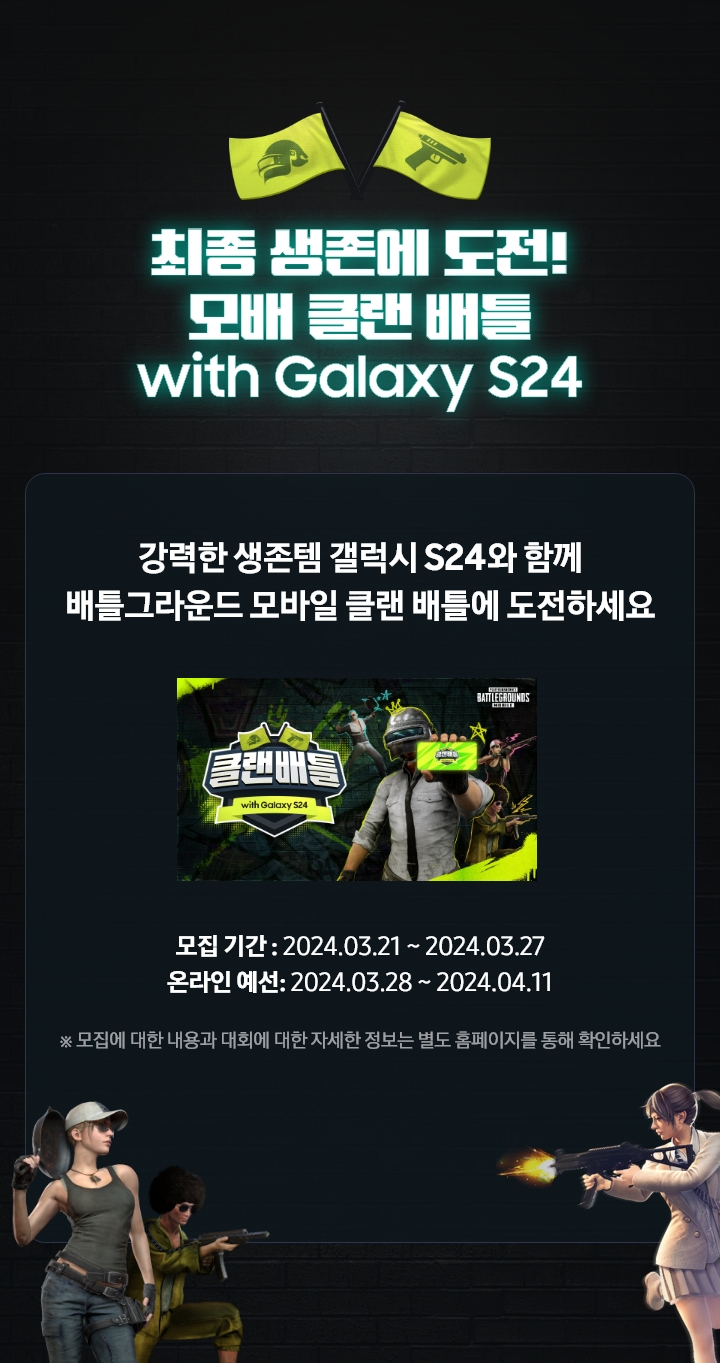 최종 생존에 도전!
모배 클랜 배틀
with Galaxy S24
강력한 생존템 갤럭시 S24와 함께
배틀그라운드 모바일 클랜 배틀에 도전하세요
BATTLEGROUNDS
MOBILE
클랜배틀
with Galaxy S24
모집 기간 : 2024.03.21 ~ 2024.03.27
온라인 예선: 2024.03.28 ~ 2024.04.11
※ 모집에 대한 내용과 대회에 대한 자세한 정보는 별도 홈페이지를 통해 확인하세요